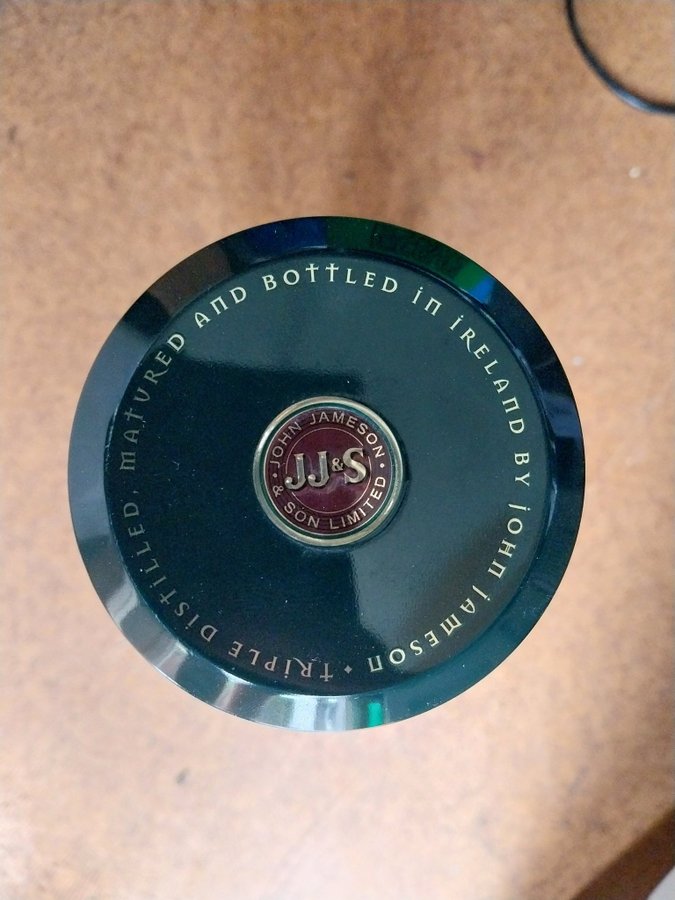 TRIPLE DISTILLED, MATURED AND BOTTLED IN IRELAND BY JOHN JAMESON •
• JOHN JAMESON •
JJ&S
& SON LIMITED